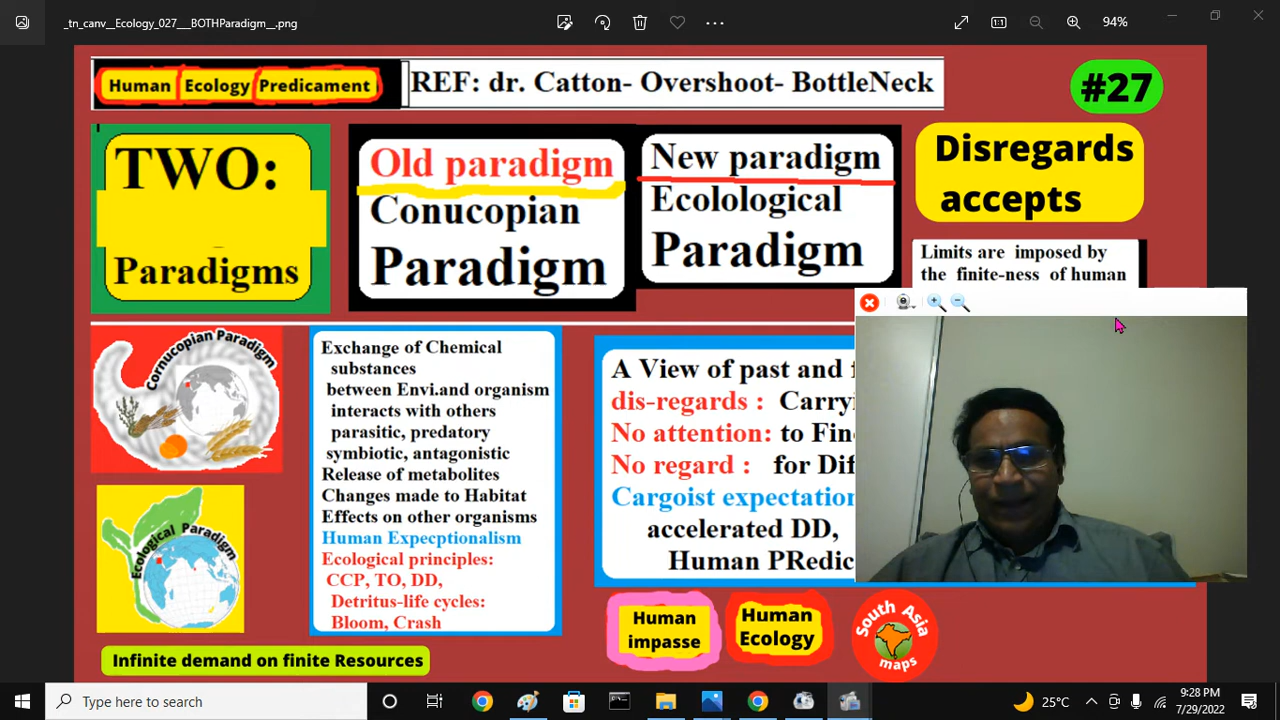 _tn_canv__Ecology_027___BOTHParadigm__.png
94%
Human Ecology Predicament
REF: dr. Catton- Overshoot- BottleNeck
#27
TWO:
Paradigms
Old paradigm
Conucopian
Paradigm
New paradigm
Ecolological
Paradigm
Disregards
accepts
Limits are imposed by
the finite-ness of human
Cornucopian Paradigm
Ecological Paradigm
Exchange of Chemical
substances
between Envi.and organism
interacts with others
parasitic, predatory
symbiotic, antagonistic
Release of metabolites
Changes made to Habitat
Effects on other organisms
Human Expecptionalism
Ecological principles:
CCP, TO, DD,
Detritus-life cycles:
Bloom, Crash
A View of past and f
dis-regards : Carryi
No attention: to Fin
No regard : for Dif
Cargoist expectation
accelerated DD,
Human PRedic
Human
impasse
Human
Ecology
South Asia
maps
Infinite demand on finite Resources
Type here to search
25°C
9:28 PM
7/29/2022